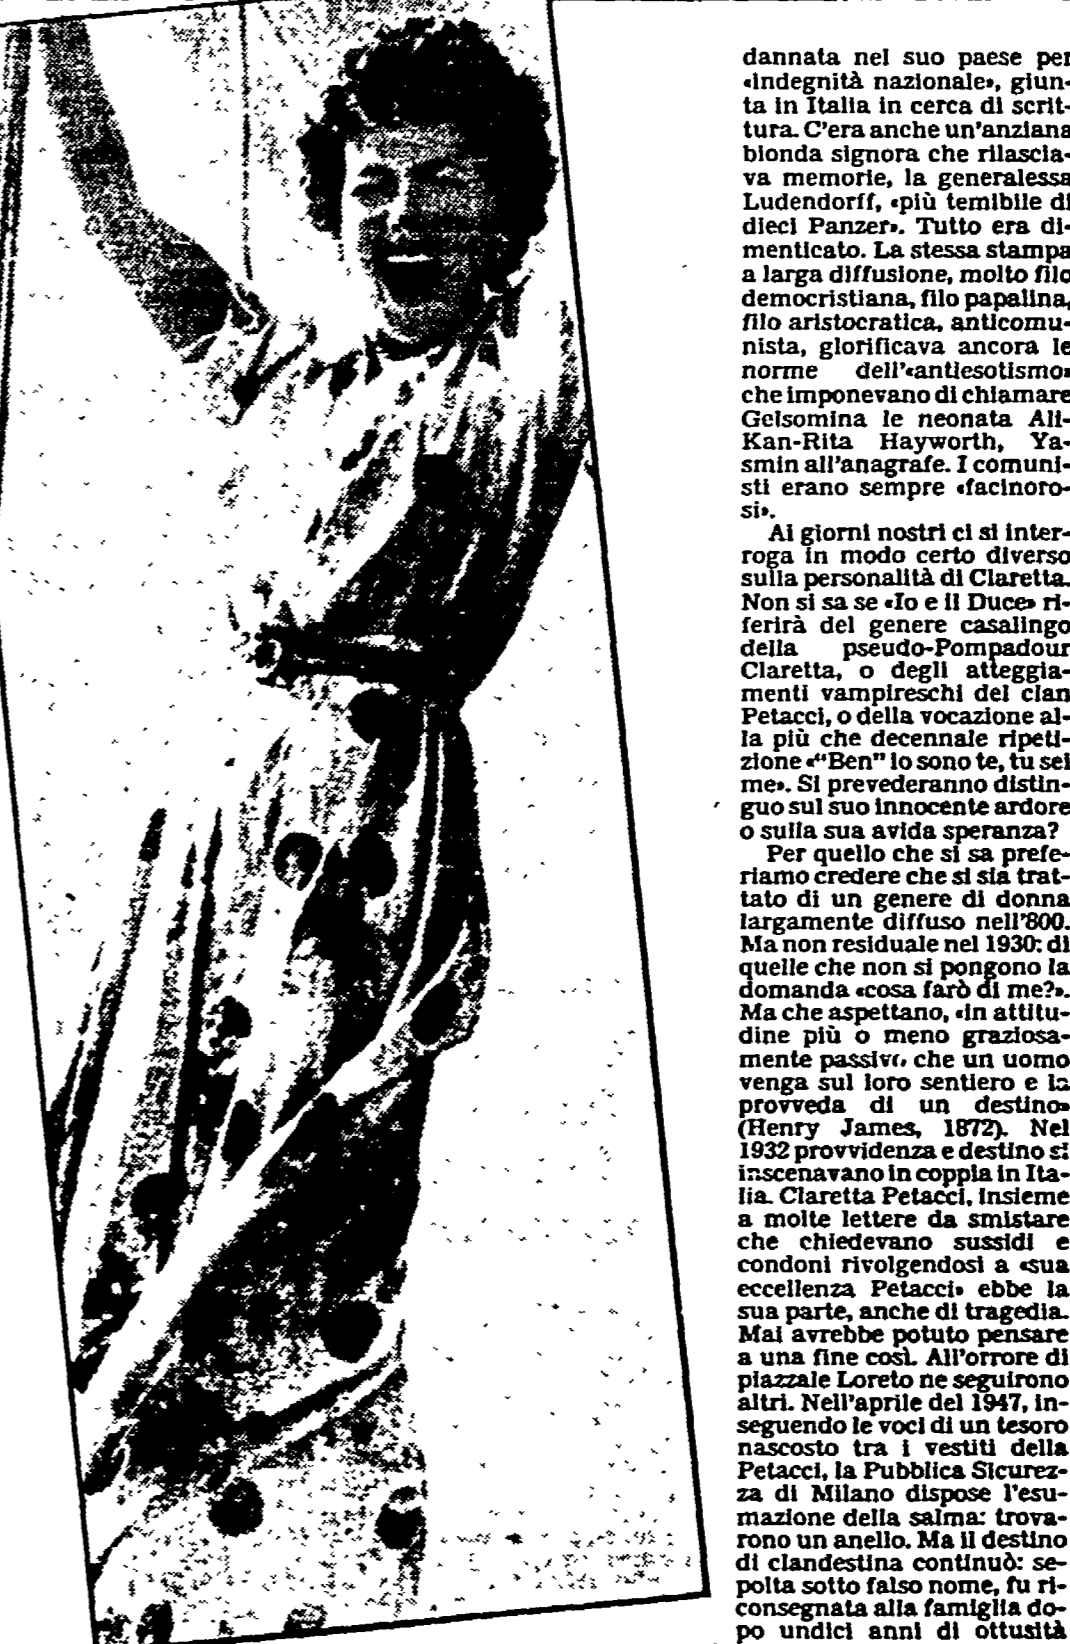 dannata nel suo paese per
«indegnità nazionale», giun-
ta in Italia in cerca di scrit-
tura. C'era anche un'anziana
bionda signora che rilascia-
va memorie, la generalessa
Ludendorff, «più temibile di
dieci Panzer». Tutto era di-
menticato. La stessa stampa
a larga diffusione, molto filo
democristiana, filo papalina,
filo aristocratica, anticomu-
nista, glorificava ancora le
norme dell'«antiesotismo»
che imponevano di chiamare
Gelsomina le neonata Ali-
Kan-Rita Hayworth, Ya-
smin all'anagrafe. I comuni-
sti erano sempre «facinoro-
si».
Ai giorni nostri ci si inter-
roga in modo certo diverso
sulla personalità di Claretta.
Non si sa se «Io e il Duce» ri-
ferirà del genere casalingo
della pseudo-Pompadour
Claretta, o degli atteggia-
menti vampireschi del clan
Petacci, o della vocazione al-
la più che decennale ripeti-
zione «"Ben" io sono te, tu sei
me». Si prevederanno distin-
guo sul suo innocente ardore
o sulla sua avida speranza?
Per quello che si sa prefe-
riamo credere che si sia trat-
tato di un genere di donna
largamente diffuso nell'800.
Ma non residuale nel 1930: di
quelle che non si pongono la
domanda «cosa farò di me?».
Ma che aspettano, «in attitu-
dine più o meno graziosa-
mente passiva, che un uomo
venga sul loro sentiero e la
provveda di un destino»
(Henry James, 1872). Nel
1932 provvidenza e destino si
inscenavano in coppia in Ita-
lia. Claretta Petacci, insieme
a molte lettere da smistare
che chiedevano sussidi e
condoni rivolgendosi a «sua
eccellenza Petacci» ebbe la
sua parte, anche di tragedia.
Mai avrebbe potuto pensare
a una fine così. All'orrore di
piazzale Loreto ne seguirono
altri. Nell'aprile del 1947, in-
seguendo le voci di un tesoro
nascosto tra i vestiti della
Petacci, la Pubblica Sicurez-
za di Milano dispose l'esu-
mazione della salma: trova-
rono un anello. Ma il destino
di clandestina continuò: se-
polta sotto falso nome, fu ri-
consegnata alla famiglia do-
po undici anni di ottusità